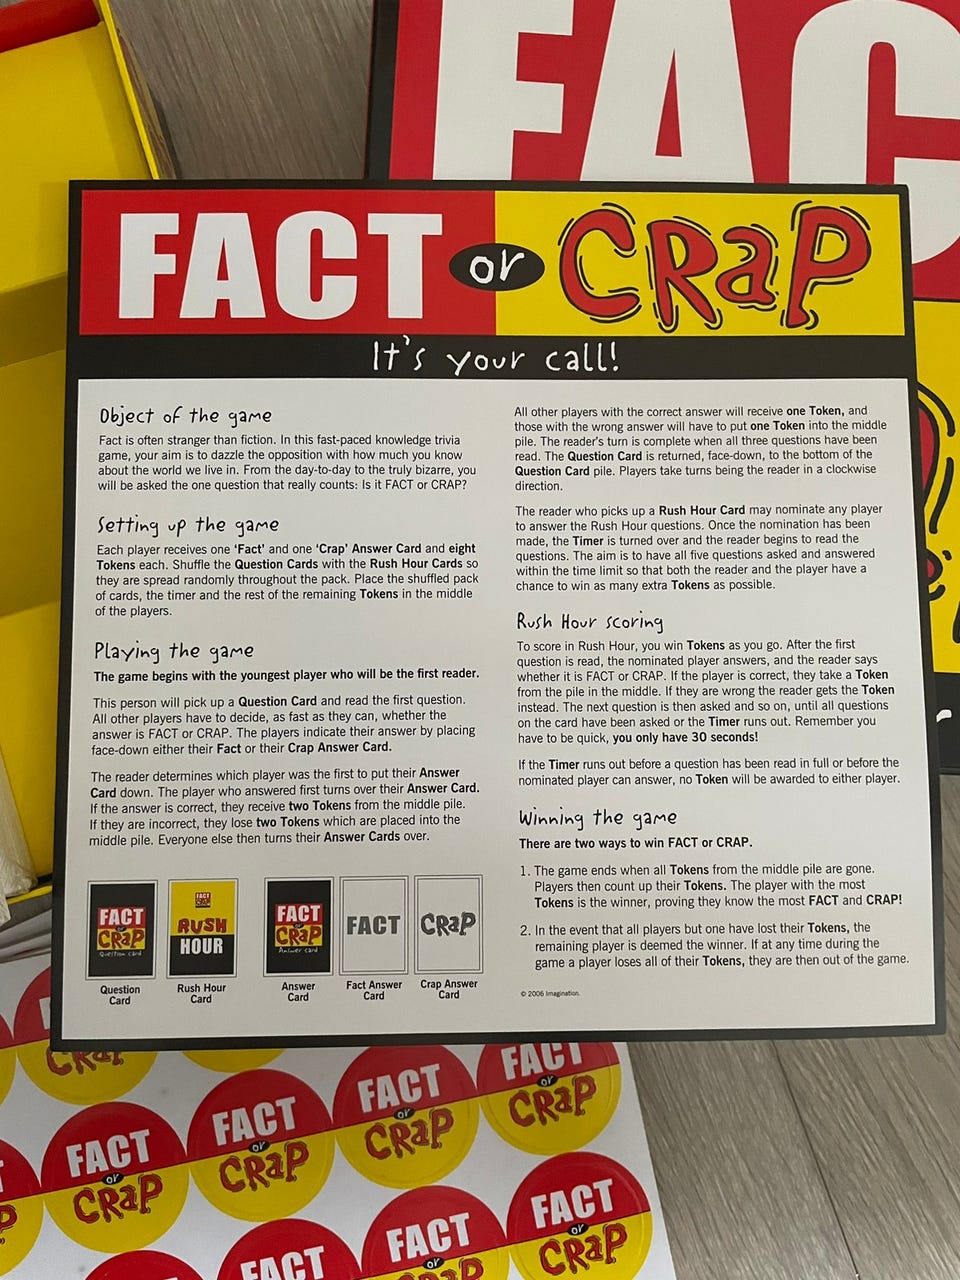 FAC
FACT or CRaP
It's your call!
Object of the game
Fact is often stranger than fiction. In this fast-paced knowledge trivia
game, your aim is to dazzle the opposition with how much you know
about the world we live in. From the day-to-day to the truly bizarre, you
will be asked the one question that really counts: Is it FACT or CRAP?
Setting up the game
Each player receives one 'Fact' and one 'Crap' Answer Card and eight
Tokens each. Shuffle the Question Cards with the Rush Hour Cards so
they are spread randomly throughout the pack. Place the shuffled pack
of cards, the timer and the rest of the remaining Tokens in the middle
of the players.
Playing the game
The game begins with the youngest player who will be the first reader.
This person will pick up a Question Card and read the first question.
All other players have to decide, as fast as they can, whether the
answer is FACT or CRAP. The players indicate their answer by placing
face-down either their Fact or their Crap Answer Card.
The reader determines which player was the first to put their Answer
Card down. The player who answered first turns over their Answer Card.
If the answer is correct, they receive two Tokens from the middle pile.
If they are incorrect, they lose two Tokens which are placed into the
middle pile. Everyone else then turns their Answer Cards over.
FACT
or
CRaP
Question card
FACT
CRaP
RUSH
HOUR
FACT
or
CRaP
Answer card
FACT
CRaP
Question
Card
Rush Hour
Card
Answer
Card
Fact Answer
Card
Crap Answer
Card
All other players with the correct answer will receive one Token, and
those with the wrong answer will have to put one Token into the middle
pile. The reader's turn is complete when all three questions have been
read. The Question Card is returned, face-down, to the bottom of the
Question Card pile. Players take turns being the reader in a clockwise
direction.
The reader who picks up a Rush Hour Card may nominate any player
to answer the Rush Hour questions. Once the nomination has been
made, the Timer is turned over and the reader begins to read the
questions. The aim is to have all five questions asked and answered
within the time limit so that both the reader and the player have a
chance to win as many extra Tokens as possible.
Rush Hour scoring
To score in Rush Hour, you win Tokens as you go. After the first
question is read, the nominated player answers, and the reader says
whether it is FACT or CRAP. If the player is correct, they take a Token
from the pile in the middle. If they are wrong the reader gets the Token
instead. The next question is then asked and so on, until all questions
on the card have been asked or the Timer runs out. Remember you
have to be quick, you only have 30 seconds!
If the Timer runs out before a question has been read in full or before the
nominated player can answer, no Token will be awarded to either player.
Winning the game
There are two ways to win FACT or CRAP.
1. The game ends when all Tokens from the middle pile are gone.
Players then count up their Tokens. The player with the most
Tokens is the winner, proving they know the most FACT and CRAP!
2. In the event that all players but one have lost their Tokens, the
remaining player is deemed the winner. If at any time during the
game a player loses all of their Tokens, they are then out of the game.
© 2006 Imagination.
CRaP
FACT
or
CRaP
FACT
or
CRaP
FACT
or
CRaP
FACT
or
CRaP
FACT
FACT
or
CRaP
FACT
or
CRaP